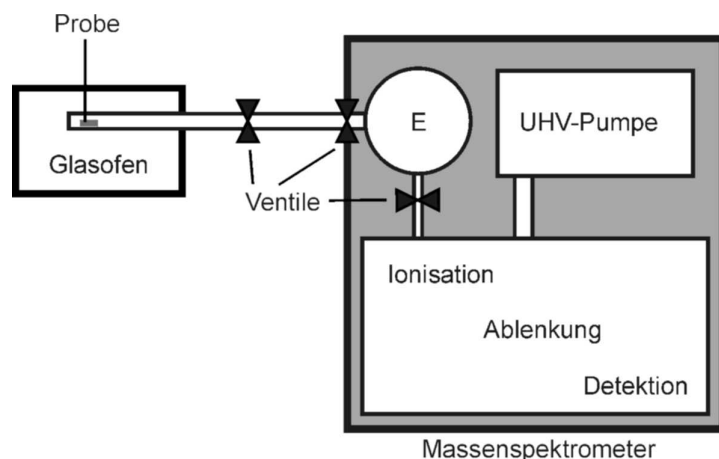 Probe
Glasofen
Ventile
E
UHV-Pumpe
Ionisation
Ablenkung
Detektion
Massenspektrometer